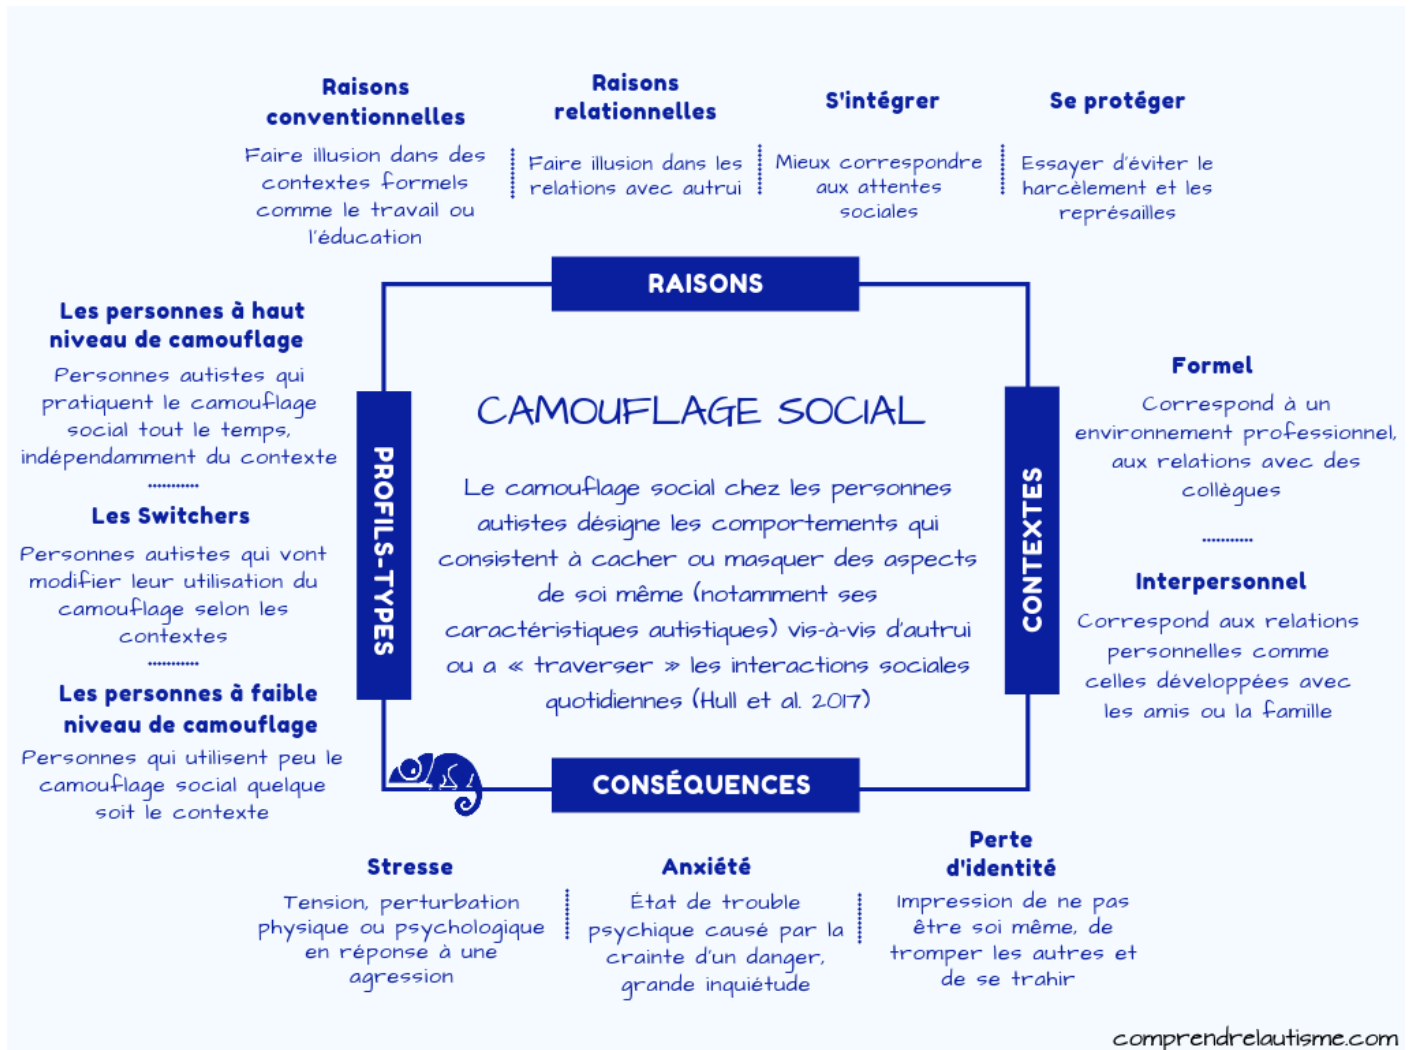 Raisons
conventionnelles
Faire illusion dans des
contextes formels
comme le travail ou
l'éducation
Raisons
relationnelles
Faire illusion dans les
relations avec autrui
S'intégrer
Mieux correspondre
aux attentes
sociales
Se protéger
Essayer d'éviter le
harcèlement et les
représailles
RAISONS
Les personnes à haut
niveau de camouflage
Personnes autistes qui
pratiquent le camouflage
social tout le temps,
indépendamment du contexte
Les Switchers
Personnes autistes qui vont
modifier leur utilisation du
camouflage selon les
contextes
Les personnes à faible
niveau de camouflage
Personnes qui utilisent peu le
camouflage social quelque
soit le contexte
PROFILS-TYPES
CAMOUFLAGE SOCIAL
Le camouflage social chez les personnes
autistes désigne les comportements qui
consistent à cacher ou masquer des aspects
de soi même (notamment ses
caractéristiques autistiques) vis-à-vis d'autrui
ou a « traverser » les interactions sociales
quotidiennes (Hull et al. 2017)
CONTEXTES
Formel
Correspond à un
environnement professionnel,
aux relations avec des
collègues
Interpersonnel
Correspond aux relations
personnelles comme
celles développées avec
les amis ou la famille
CONSÉQUENCES
Stresse
Tension, perturbation
physique ou psychologique
en réponse à une
agression
Anxiété
État de trouble
psychique causé par la
crainte d'un danger,
grande inquiétude
Perte
d'identité
Impression de ne pas
être soi même, de
tromper les autres et
de se trahir
comprendrelautisme.com